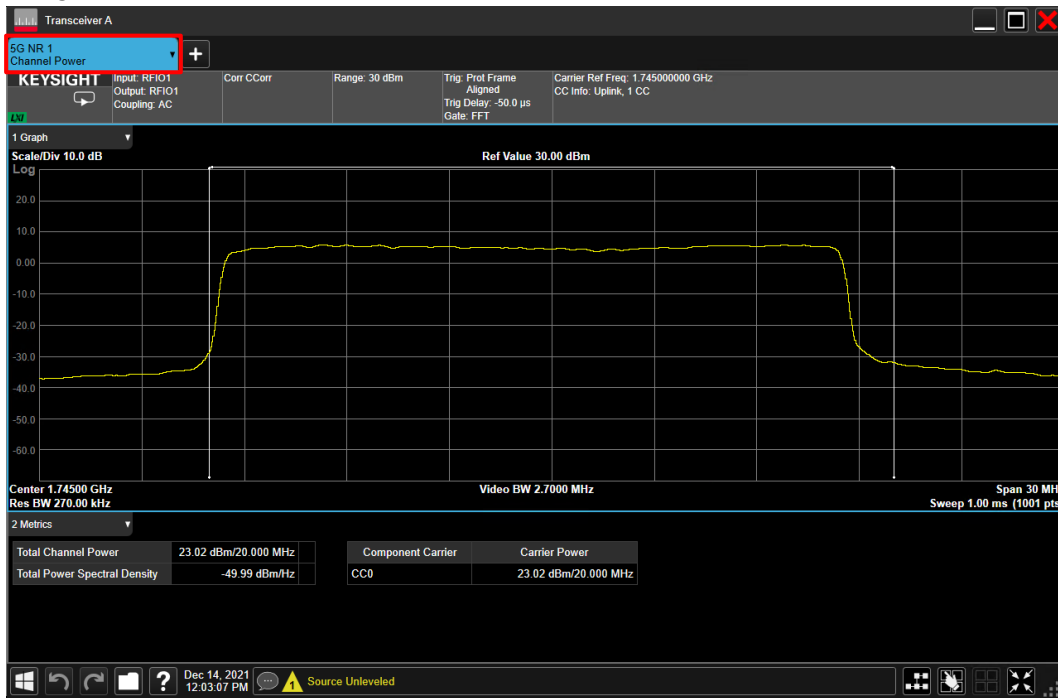 Transceiver A
5G NR 1
Channel Power
+
KEYSIGHT
LXI
Input: RFIO1
Output: RFIO1
Coupling: AC
Corr CCorr
Range: 30 dBm
Trig: Prot Frame
Aligned
Trig Delay: -50.0 µs
Gate: FFT
Carrier Ref Freq: 1.745000000 GHz
CC Info: Uplink, 1 CC
1 Graph
Scale/Div 10.0 dB
Ref Value 30.00 dBm
Log
20.0
10.0
0.00
-10.0
-20.0
-30.0
-40.0
-50.0
-60.0
Center 1.74500 GHz
Video BW 2.7000 MHz
Span 30 MH
Res BW 270.00 kHz
Sweep 1.00 ms (1001 pts
2 Metrics
Total Channel Power 23.02 dBm/20.000 MHz
Total Power Spectral Density -49.99 dBm/Hz
Component Carrier Carrier Power
CC0 23.02 dBm/20.000 MHz
?
Dec 14, 2021
12:03:07 PM
1
Source Unleveled